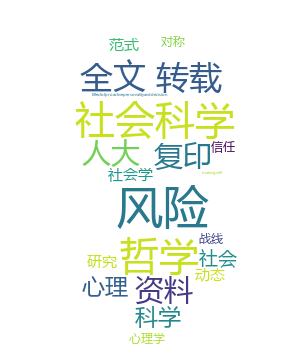 范式 对称
全文 转载
社会科学
人大 复印 信任
社会学
风险
哲学 战线
研究 社会
动态
心理 资料
科学
心理学